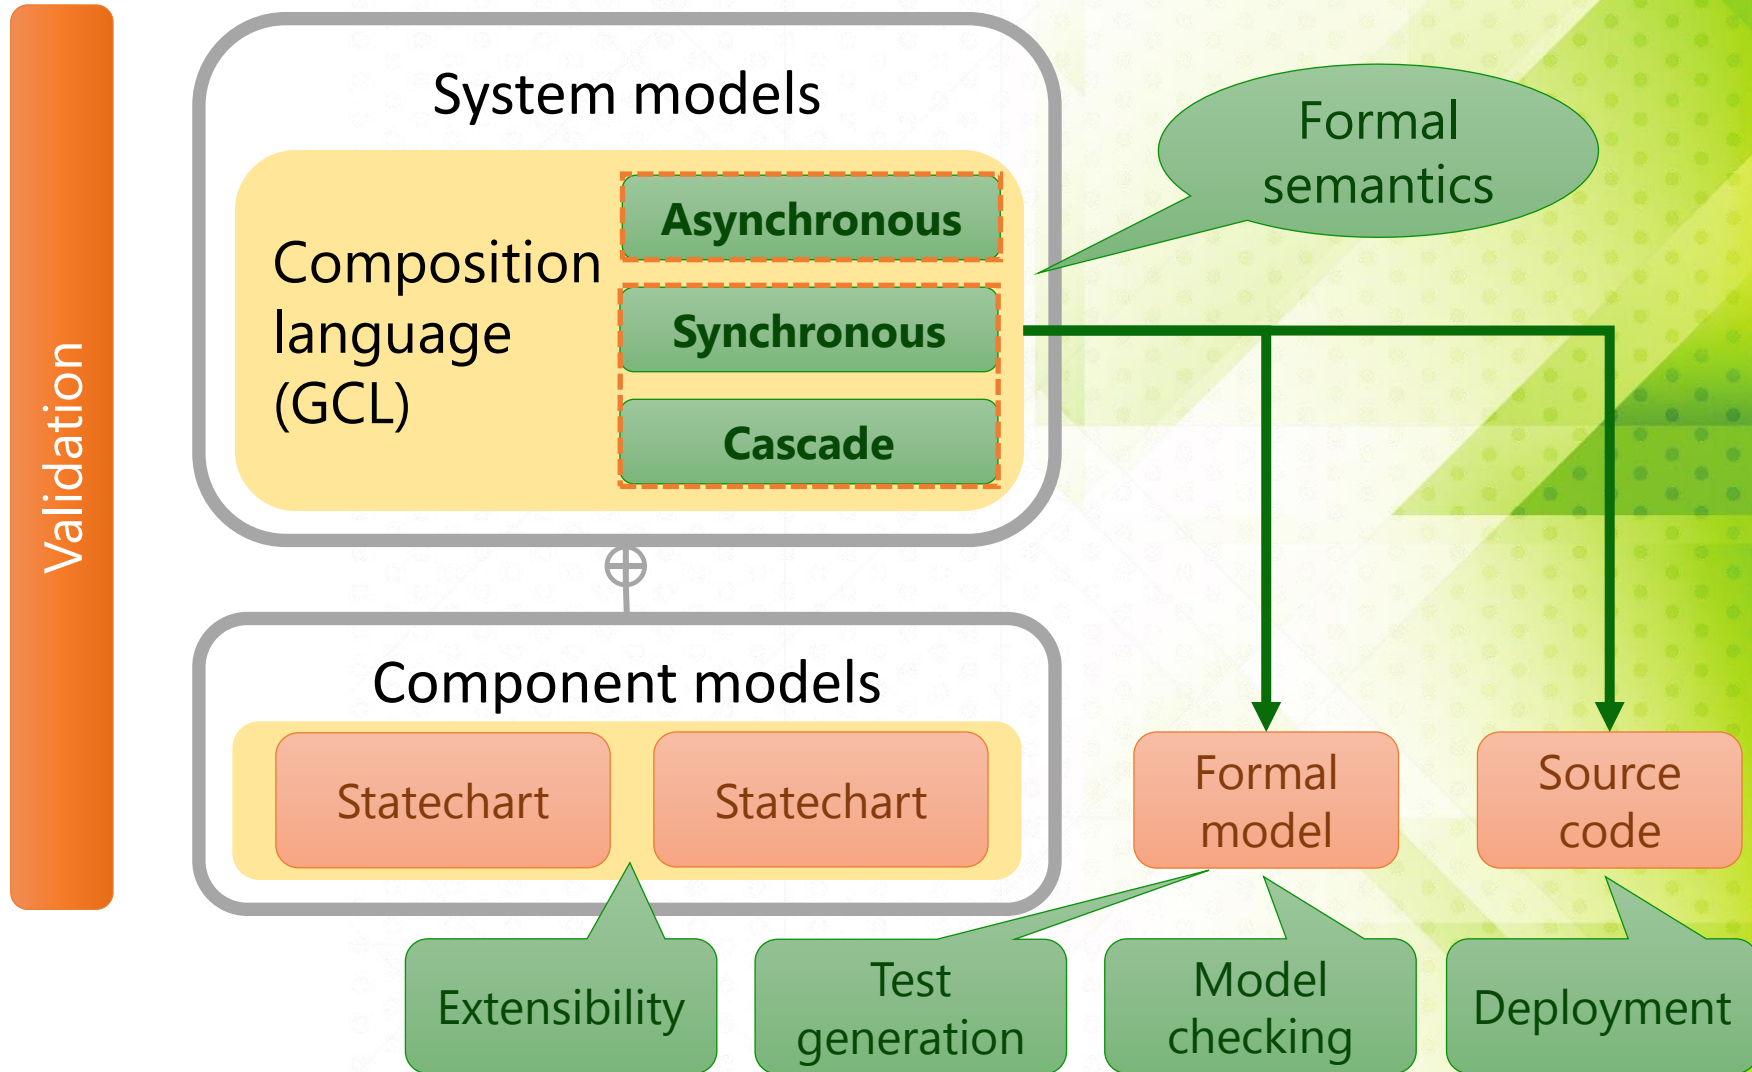 Validation
System models
Formal
semantics
Composition
language
(GCL)
Asynchronous
Synchronous
Cascade
Component models
Statechart
Statechart
Formal
model
Source
code
Extensibility
Test
generation
Model
checking
Deployment